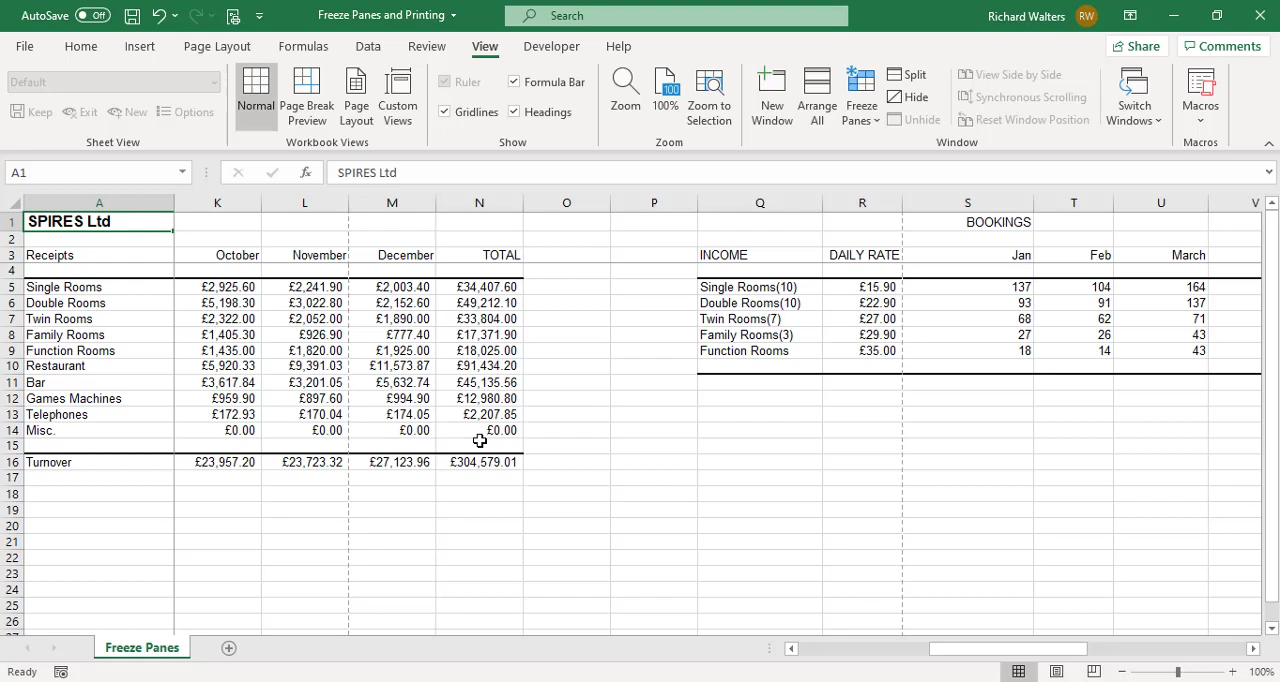 AutoSave Off Freeze Panes and Printing Search Richard Walters RW
File Home Insert Page Layout Formulas Data Review View Developer Help Share Comments
Default Ruler Formula Bar Split View Side by Side
Keep Exit New Options Gridlines Headings Hide Synchronous Scrolling Unhide Reset Window Position
Normal Page Break Preview Page Layout Custom Views Zoom 100% Zoom to Selection New Window Arrange All Freeze Panes Switch Windows Macros
Sheet View Workbook Views Show Zoom Window Macros
A1 fx SPIRES Ltd
A K L M N O P Q R S T U V
1 SPIRES Ltd BOOKINGS
2
3 Receipts October November December TOTAL INCOME DAILY RATE Jan Feb March
4
5 Single Rooms £2,925.60 £2,241.90 £2,003.40 £34,407.60 Single Rooms(10) £15.90 137 104 164
6 Double Rooms £5,198.30 £3,022.80 £2,152.60 £49,212.10 Double Rooms(10) £22.90 93 91 137
7 Twin Rooms £2,322.00 £2,052.00 £1,890.00 £33,804.00 Twin Rooms(7) £27.00 68 62 71
8 Family Rooms £1,405.30 £926.90 £777.40 £17,371.90 Family Rooms(3) £29.90 27 26 43
9 Function Rooms £1,435.00 £1,820.00 £1,925.00 £18,025.00 Function Rooms £35.00 18 14 43
10 Restaurant £5,920.33 £9,391.03 £11,573.87 £91,434.20
11 Bar £3,617.84 £3,201.05 £5,632.74 £45,135.56
12 Games Machines £959.90 £897.60 £994.90 £12,980.80
13 Telephones £172.93 £170.04 £174.05 £2,207.85
14 Misc. £0.00 £0.00 £0.00 £0.00
15
16 Turnover £23,957.20 £23,723.32 £27,123.96 £304,579.01
17
18
19
20
21
22
23
24
25
26
Freeze Panes
Ready 100%